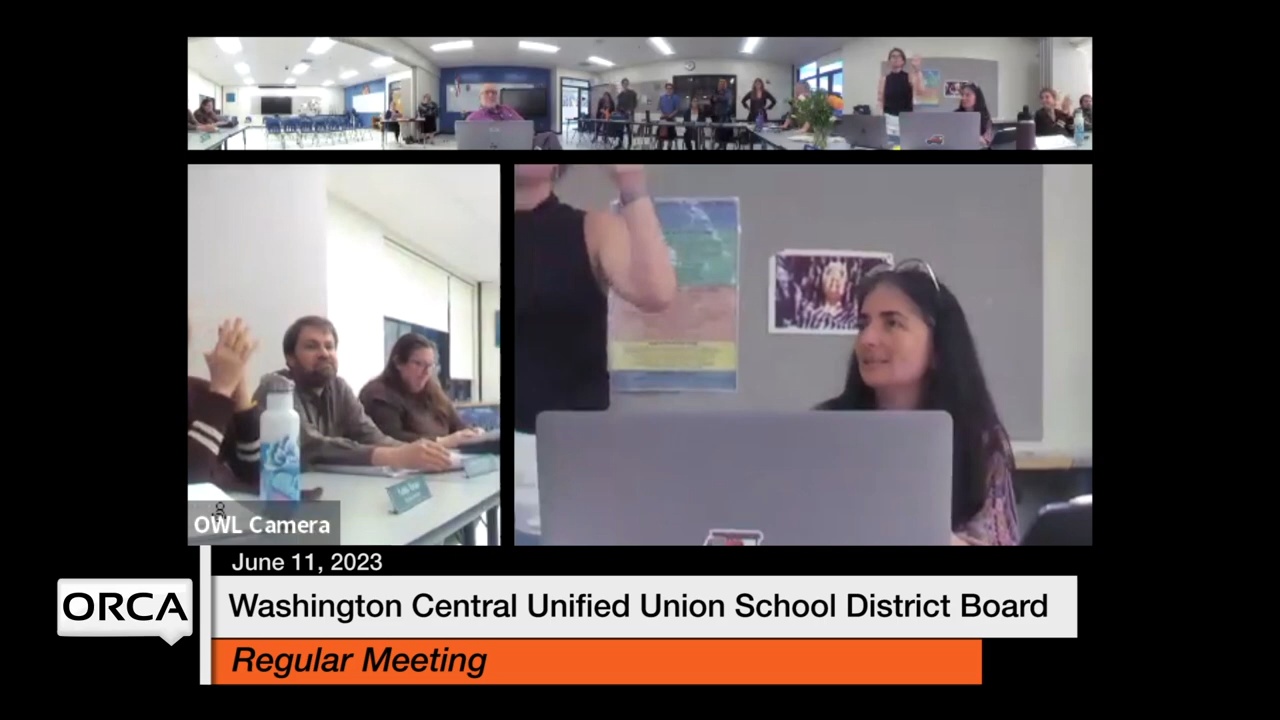 OWL Camera
June 11, 2023
ORCA
Washington Central Unified Union School District Board
Regular Meeting